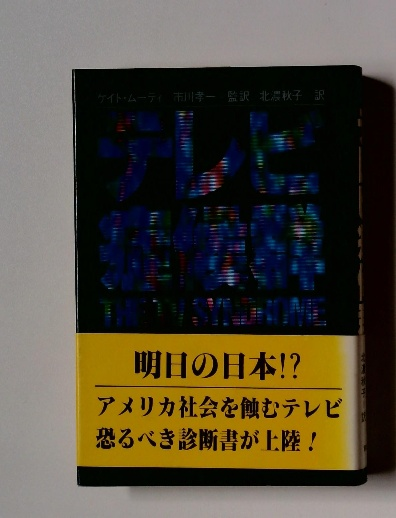 ケイト・ムーディ 市川孝一 監訳 北濃秋子 訳
テレビ
症候群
THE TV SYNDROME
明日の日本!?
アメリカ社会を蝕むテレビ
恐るべき診断書が上陸!